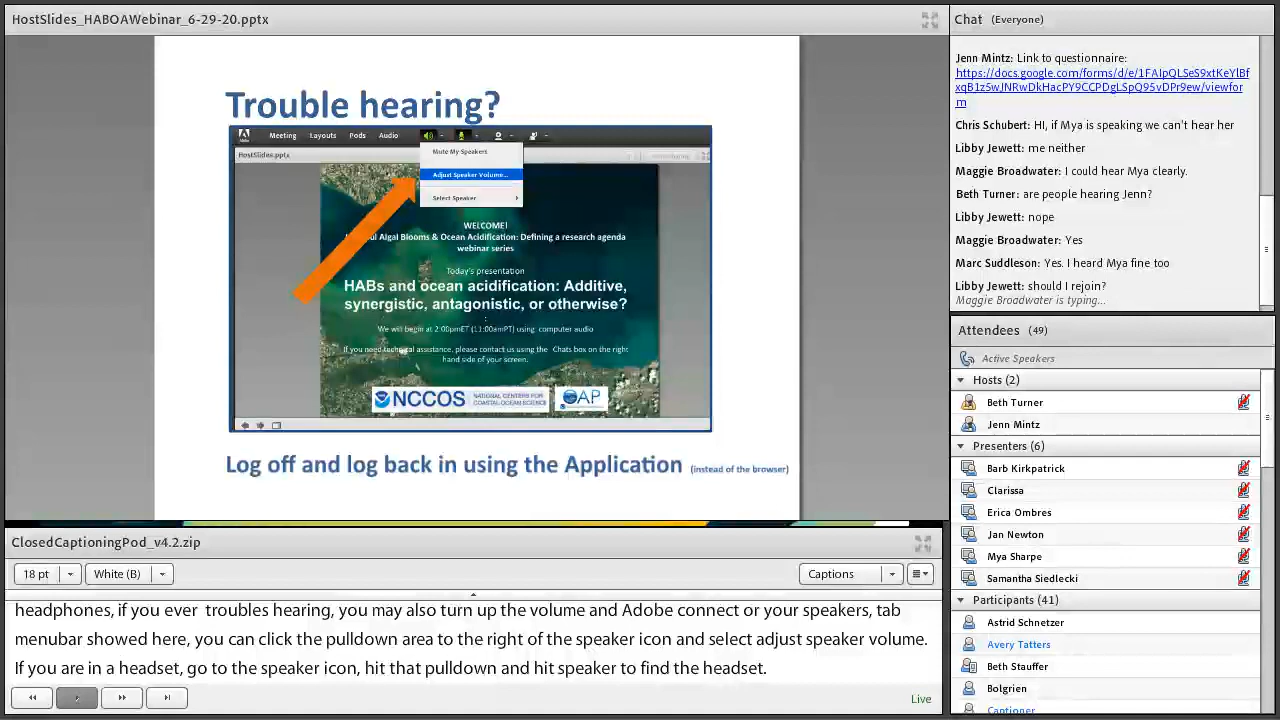 HostSlides_HABOAWebinar_6-29-20.pptx
Trouble hearing?
Adobe
Meeting Layouts Pods Audio
Mute My Speakers
HostSlides.pptx
Adjust Speaker Volume...
Select Speaker
WELCOME!
Algal Blooms & Ocean Acidification: Defining a research agenda
webinar series
Today's presentation
HABs and ocean acidification: Additive,
synergistic, antagonistic, or otherwise?
:
We will begin at 2:00pmET (11:00amPT) using computer audio
If you need technical assistance, please contact us using the Chats box on the right
hand side of your screen.
NCCOS NATIONAL CENTERS FOR
COASTAL OCEAN SCIENCE
OAP
Log off and log back in using the Application (instead of the browser)
ClosedCaptioningPod_v4.2.zip
18 pt White (B) Captions
headphones, if you ever troubles hearing, you may also turn up the volume and Adobe connect or your speakers, tab
menubar showed here, you can click the pulldown area to the right of the speaker icon and select adjust speaker volume.
If you are in a headset, go to the speaker icon, hit that pulldown and hit speaker to find the headset.
Live
Chat (Everyone)
Jenn Mintz: Link to questionnaire:
https://docs.google.com/forms/d/e/1FAIpQLSeS9xtKeYlBf
xqB1z5wJNRwDkHacPY9CCPDgLSpQ95vDPr9ew/viewfor
m
Chris Schubert: HI, if Mya is speaking we can't hear her
Libby Jewett: me neither
Maggie Broadwater: I could hear Mya clearly.
Beth Turner: are people hearing Jenn?
Libby Jewett: nope
Maggie Broadwater: Yes
Marc Suddleson: Yes. I heard Mya fine too
Libby Jewett: should I rejoin?
Maggie Broadwater is typing...
Attendees (49)
Active Speakers
Hosts (2)
Beth Turner
Jenn Mintz
Presenters (6)
Barb Kirkpatrick
Clarissa
Erica Ombres
Jan Newton
Mya Sharpe
Samantha Siedlecki
Participants (41)
Astrid Schnetzer
Avery Tatters
Beth Stauffer
Bolgrien
Captioner